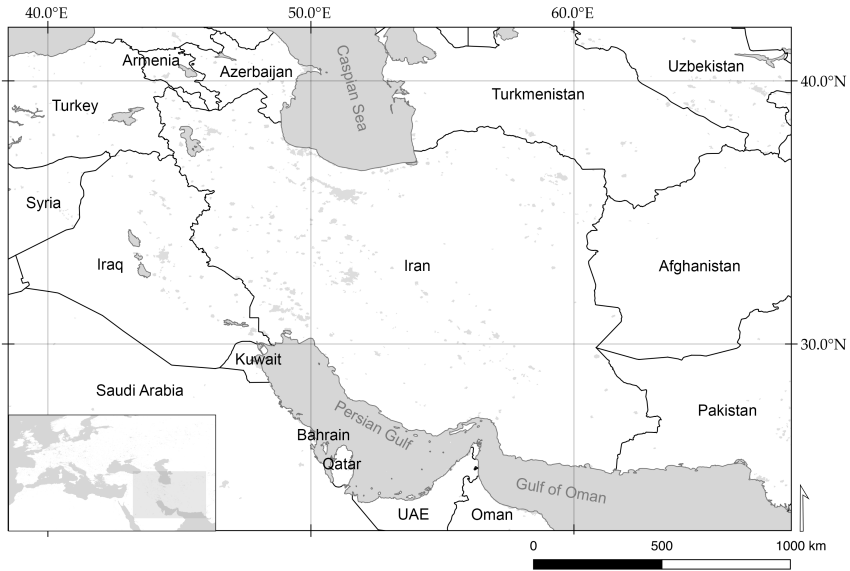 40.0°E
50.0°E
60.0°E
Armenia
Azerbaijan
Caspian Sea
Uzbekistan
40.0°N
Turkey
Turkmenistan
Syria
Iraq
Iran
Afghanistan
30.0°N
Kuwait
Saudi Arabia
Persian Gulf
Pakistan
Bahrain
Qatar
Gulf of Oman
UAE
Oman
0
500
1000 km